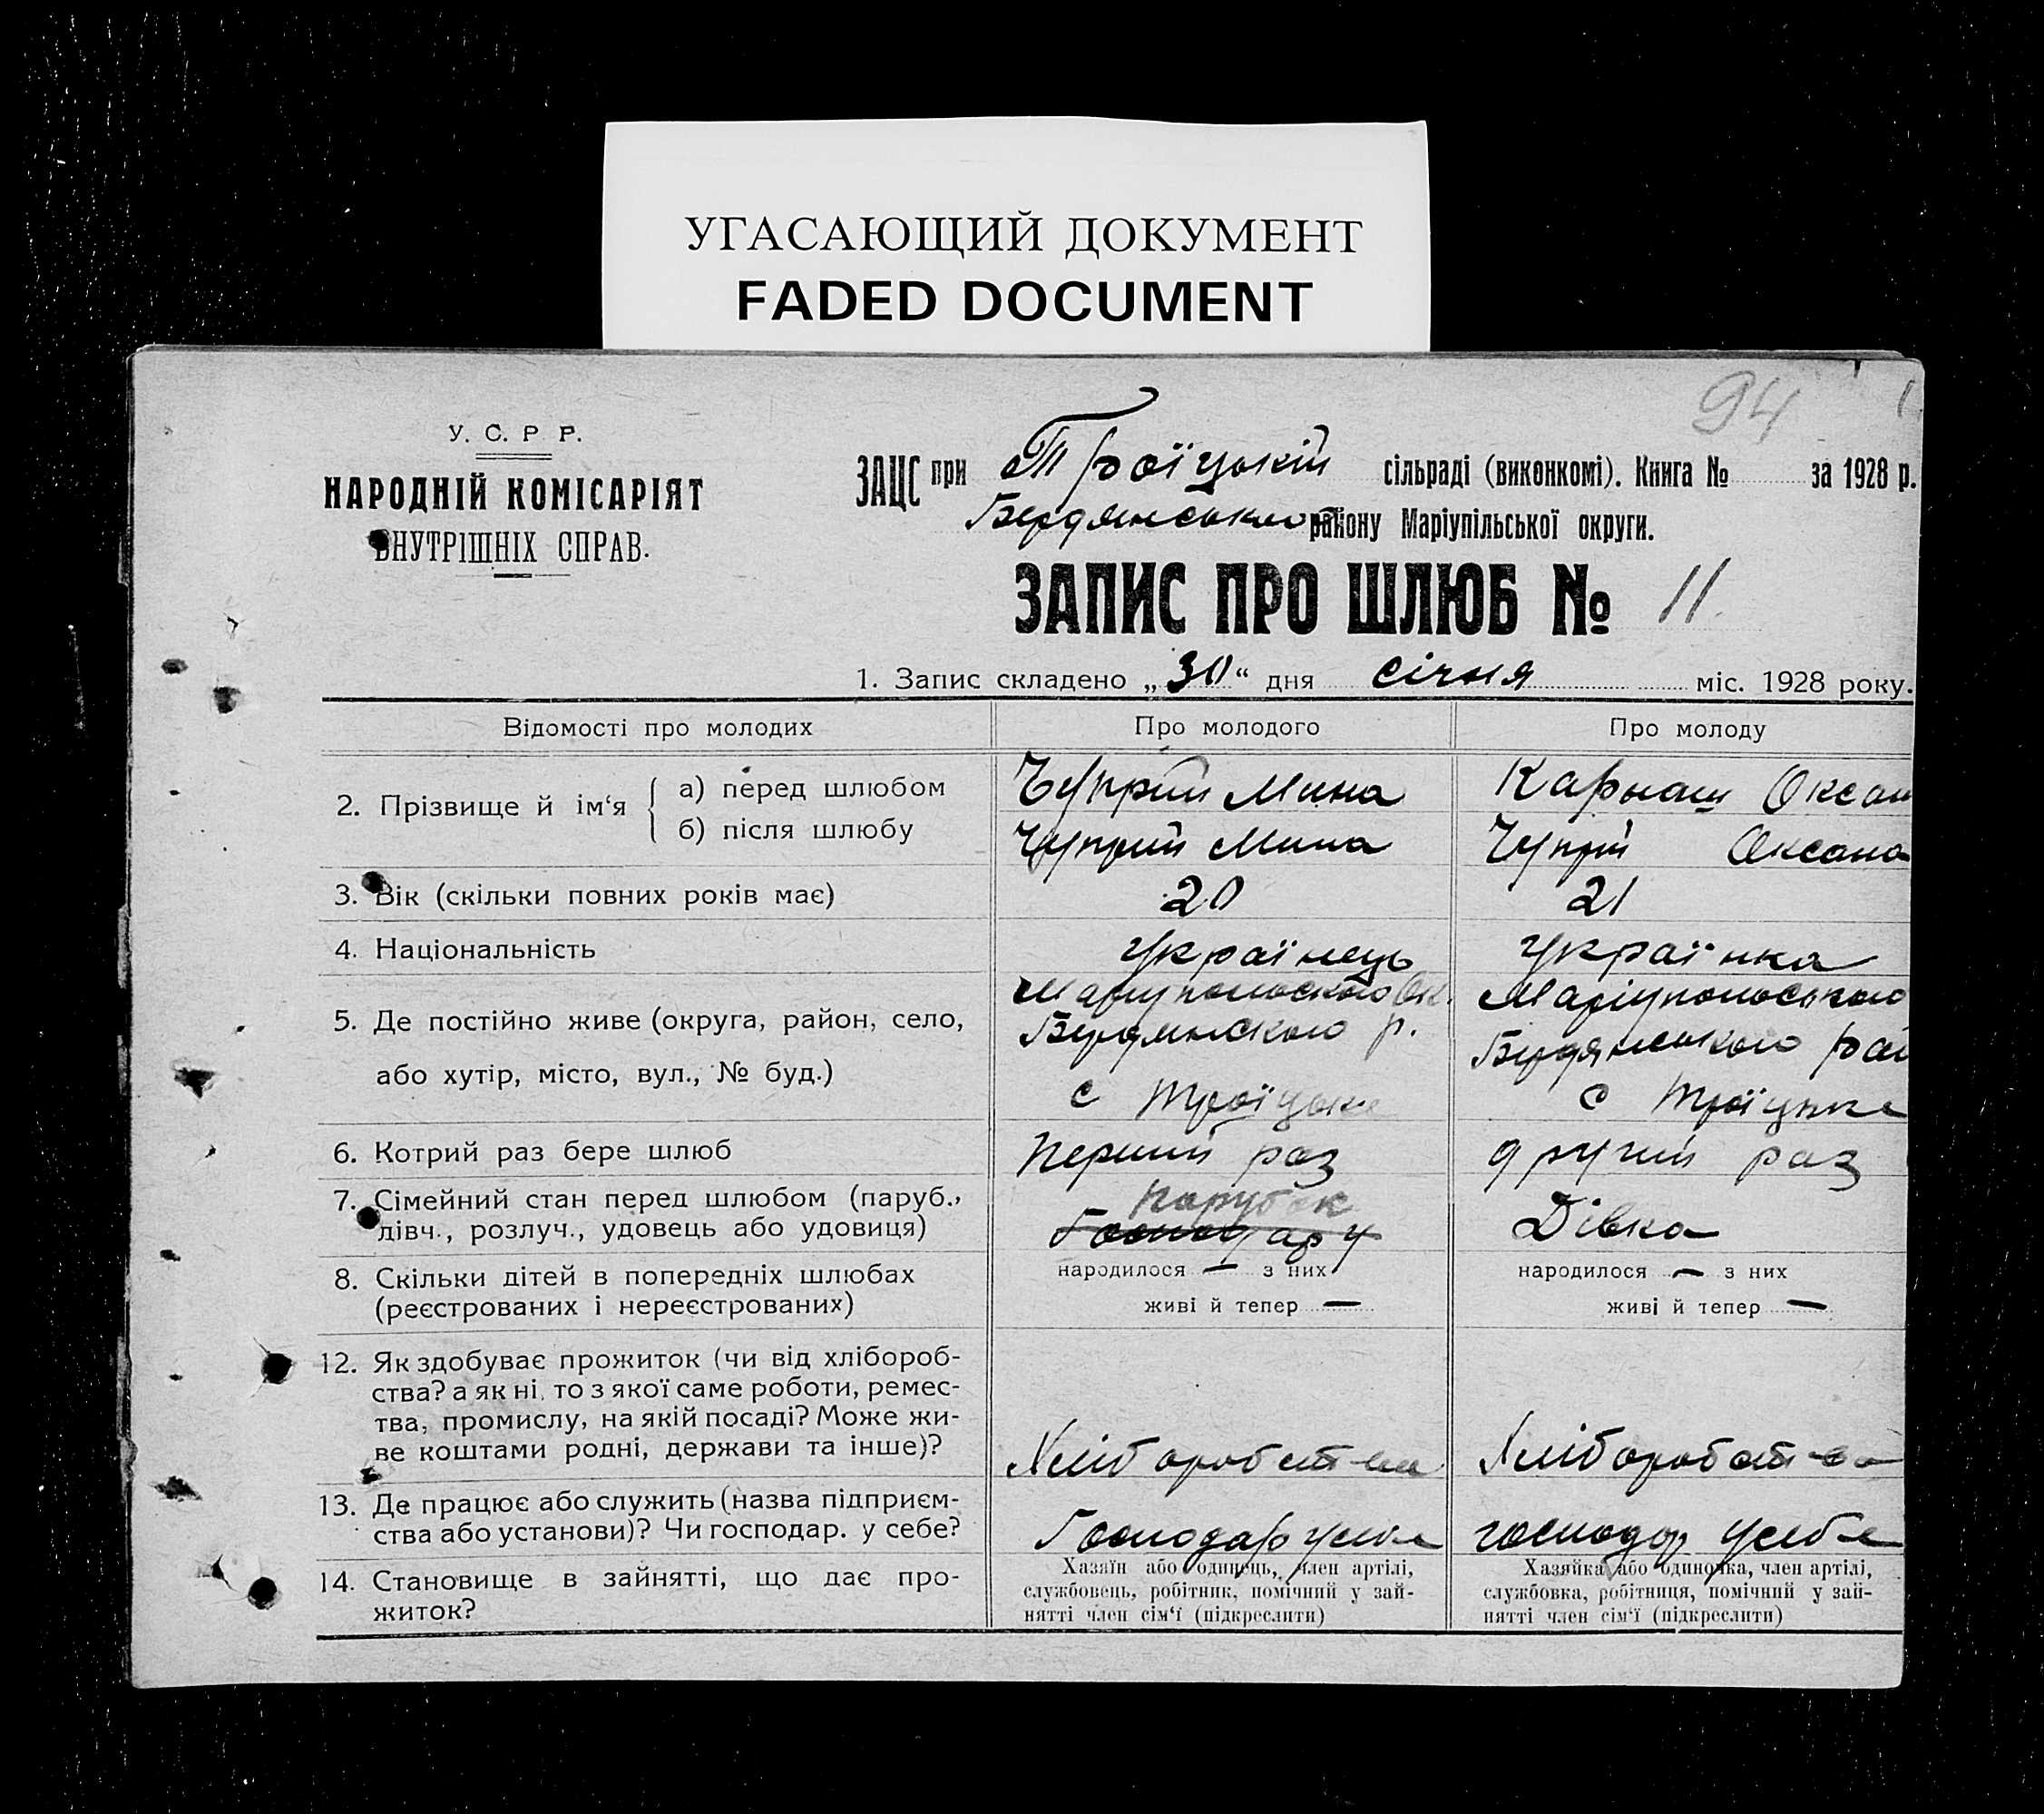 УГАСАЮЩИЙ ДОКУМЕНТ
FADED DOCUMENT
94
У. С. Р. Р.
НАРОДНІЙ КОМІСАРІЯТ
ВНУТРІШНІХ СПРАВ.
ЗАЦС при Троїцькій сільраді (виконкомі). Книга № за 1928 р.
Бердянського району Маріупільської округи.
ЗАПИС ПРО ШЛЮБ № 11
1. Запис складено „30“ дня січня міс. 1928 року.
Відомості про молодих Про молодого Про молоду
2. Прізвище й ім‘я
а) перед шлюбом Чуприй Мина Карнаш Оксан
б) після шлюбу Чуприй Мина Чупрій Оксана
3. Вік (скільки повних років має) 20 21
4. Національність українець українка
5. Де постійно живе (округа, район, село,
або хутір, місто, вул., № буд.)
Маріупольского Ок.
Бердянського р.
с Троїцьке
Маріупольського
Бердянського рай
с Троїцьке
6. Котрий раз бере шлюб перший раз другий раз
7. Сімейний стан перед шлюбом (паруб.,
дівч., розлуч., удовець або удовиця)
парубок
Господару
Дівка
8. Скільки дітей в попередніх шлюбах
(реєстрованих і нереєстрованих)
народилося — з них
живі й тепер —
народилося — з них
живі й тепер —
12. Як здобуває прожиток (чи від хлібороб-
ства? а як ні, то з якої саме роботи, ремес-
тва, промислу, на якій посаді? Може жи-
ве коштами родні, держави та інше)?
Хліборобства
Хліборобства
13. Де працює або служить (назва підприєм-
ства або установи)? Чи господар. у себе?
Господар у себе
господар у себе
14. Становище в зайнятті, що дає про-
житок?
Хазяїн або одинець, член артілі,
службовець, робітник, помічний у зай-
нятті член сім‘ї (підкреслити)
Хазяйка або одиночка, член артілі,
службовка, робітниця, помічний у зай-
нятті член сім‘ї (підкреслити)